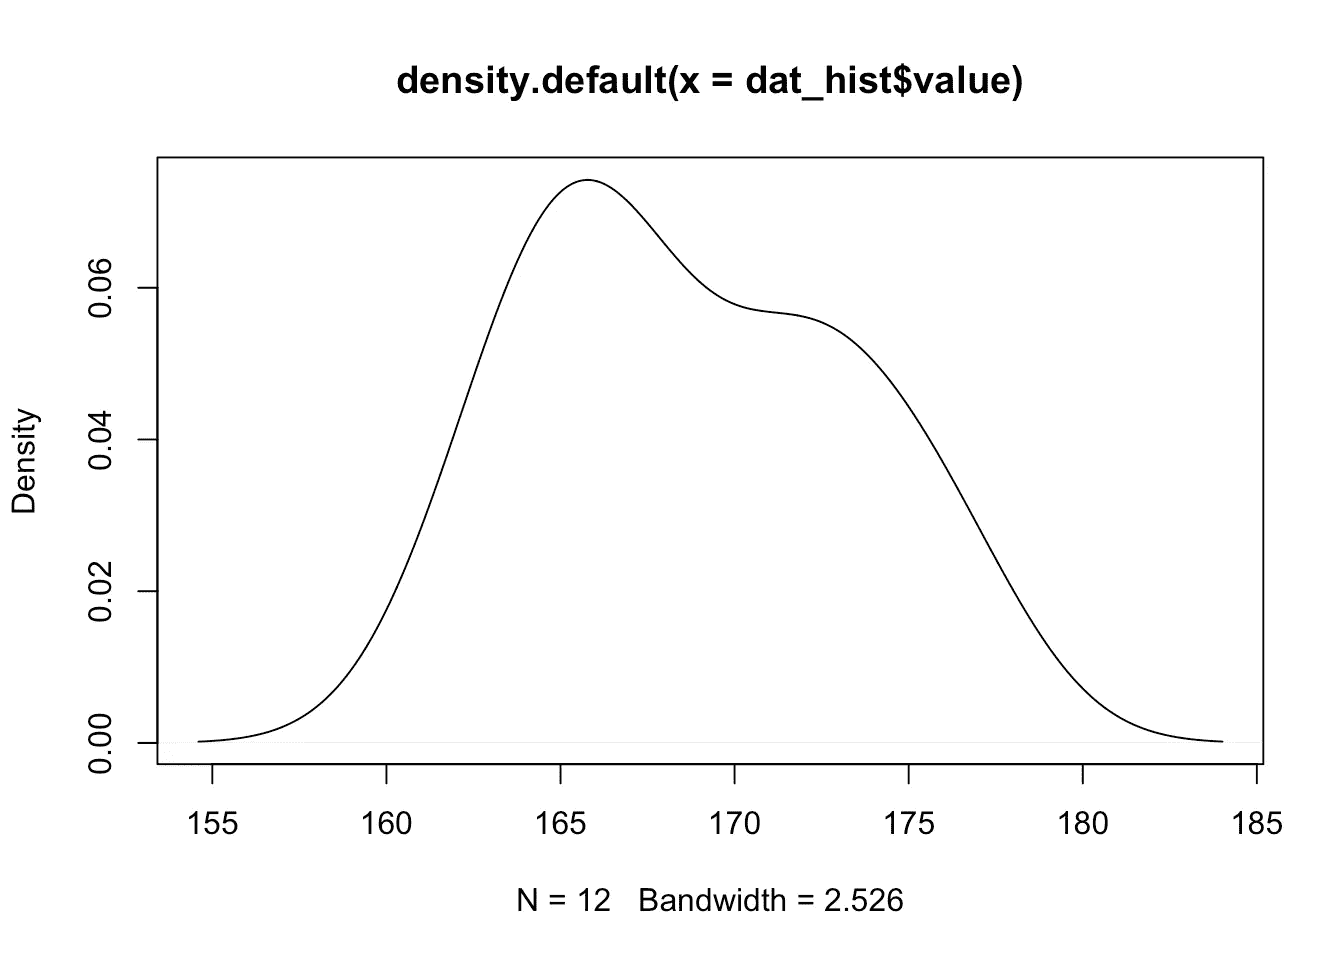 density.default(x = dat_hist$value)
Density
0.06
0.04
0.02
0.00
155 160 165 170 175 180 185
N = 12 Bandwidth = 2.526